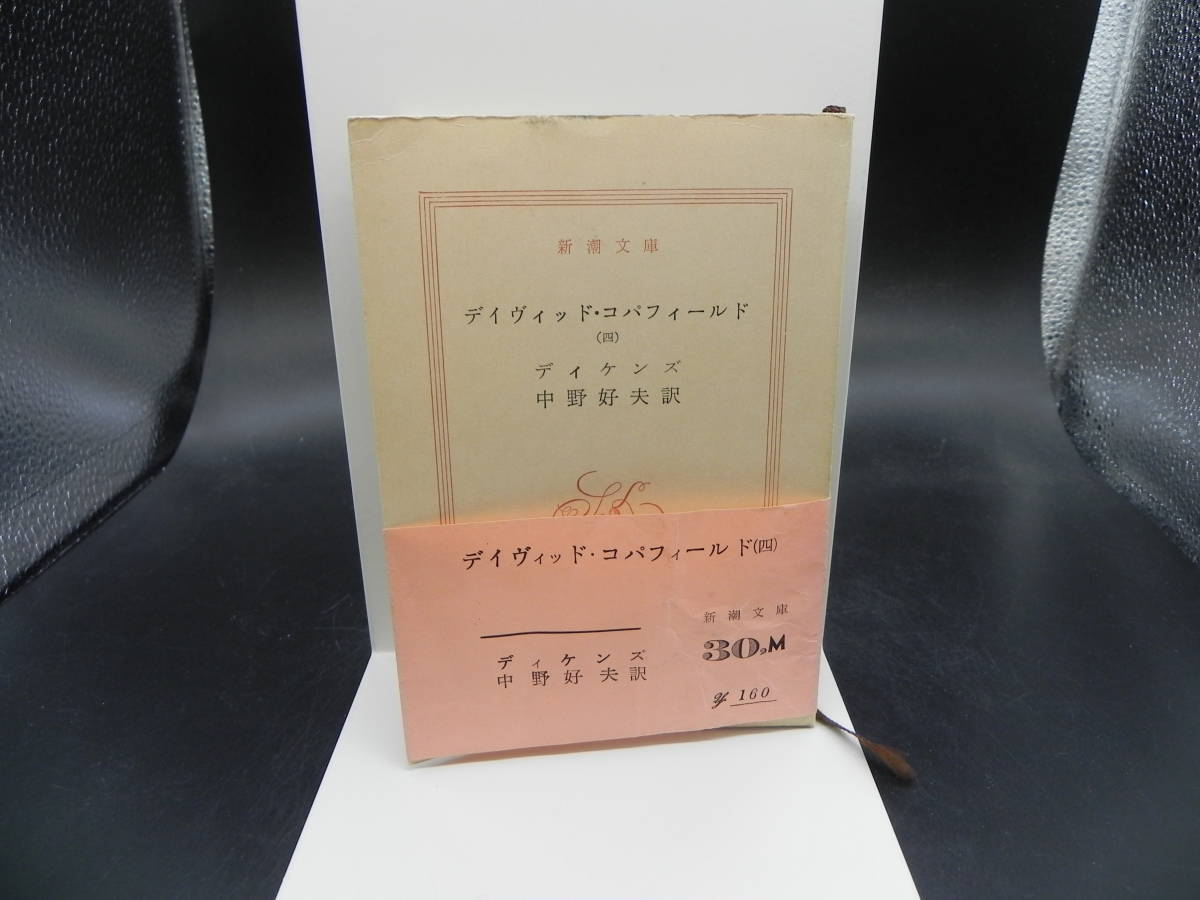 新潮文庫
デイヴィッド・コパフィールド
(四)
ディケンズ
中野好夫訳
デイヴィッド・コパフィールド(四)
ディケンズ
中野好夫訳
新潮文庫
30,M
¥ 160